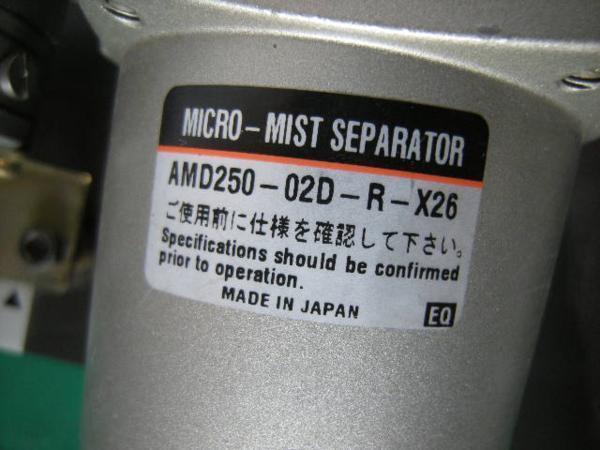 MICRO-MIST SEPARATOR
AMD250-02D-R-X26
ご使用前に仕様を確認して下さい。
Specifications should be confirmed
prior to operation.
MADE IN JAPAN
EQ